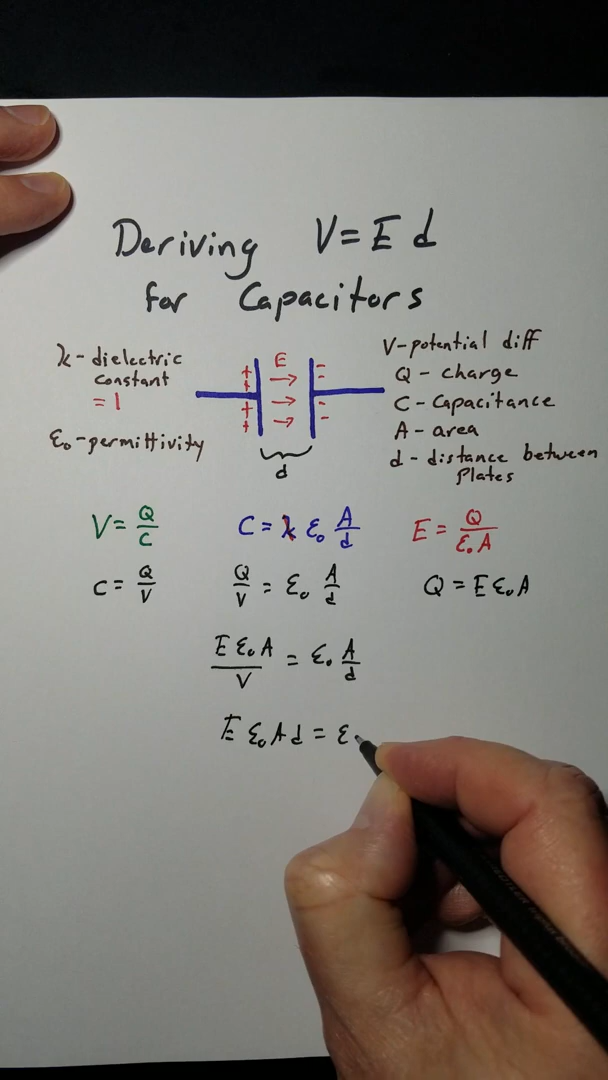 Deriving V = E d
for Capacitors
k - dielectric
constant
= 1
ε₀ - permittivity
+ + + +
E
- - - -
d
V - potential diff
Q - charge
C - Capacitance
A - area
d - distance between
Plates
V = Q/C
C = k ε₀ A/d
E = Q/(ε₀ A)
C = Q/V
Q/V = ε₀ A/d
Q = E ε₀ A
E ε₀ A / V = ε₀ A/d
E ε₀ A d = ε